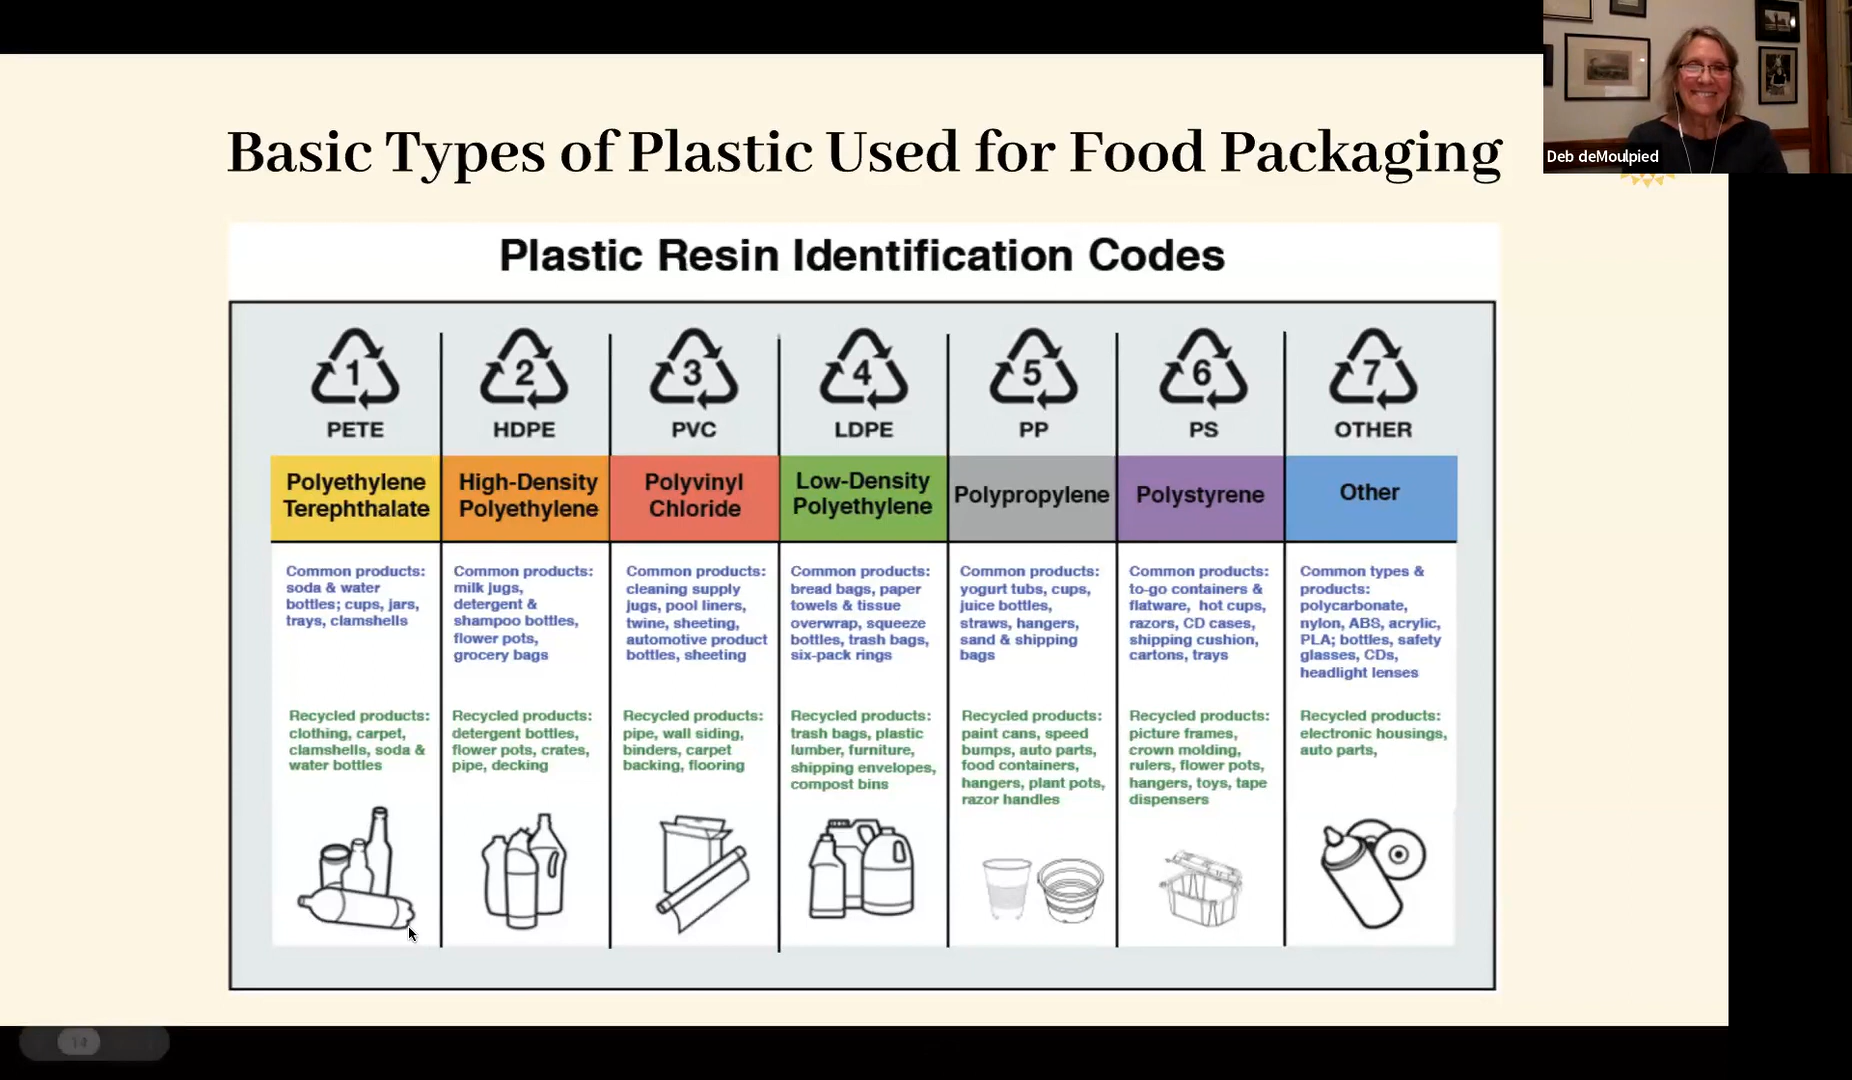 Deb deMoulpied
Basic Types of Plastic Used for Food Packaging
Plastic Resin Identification Codes
1
PETE
Polyethylene
Terephthalate
Common products:
soda & water
bottles; cups, jars,
trays, clamshells
Recycled products:
clothing, carpet,
clamshells, soda &
water bottles
2
HDPE
High-Density
Polyethylene
Common products:
milk jugs,
detergent &
shampoo bottles,
flower pots,
grocery bags
Recycled products:
detergent bottles,
flower pots, crates,
pipe, decking
3
PVC
Polyvinyl
Chloride
Common products:
cleaning supply
jugs, pool liners,
twine, sheeting,
automotive product
bottles, sheeting
Recycled products:
pipe, wall siding,
binders, carpet
backing, flooring
4
LDPE
Low-Density
Polyethylene
Common products:
bread bags, paper
towels & tissue
overwrap, squeeze
bottles, trash bags,
six-pack rings
Recycled products:
trash bags, plastic
lumber, furniture,
shipping envelopes,
compost bins
5
PP
Polypropylene
Common products:
yogurt tubs, cups,
juice bottles,
straws, hangers,
sand & shipping
bags
Recycled products:
paint cans, speed
bumps, auto parts,
food containers,
hangers, plant pots,
razor handles
6
PS
Polystyrene
Common products:
to-go containers &
flatware, hot cups,
razors, CD cases,
shipping cushion,
cartons, trays
Recycled products:
picture frames,
crown molding,
rulers, flower pots,
hangers, toys, tape
dispensers
7
OTHER
Other
Common types &
products:
polycarbonate,
nylon, ABS, acrylic,
PLA; bottles, safety
glasses, CDs,
headlight lenses
Recycled products:
electronic housings,
auto parts,
14